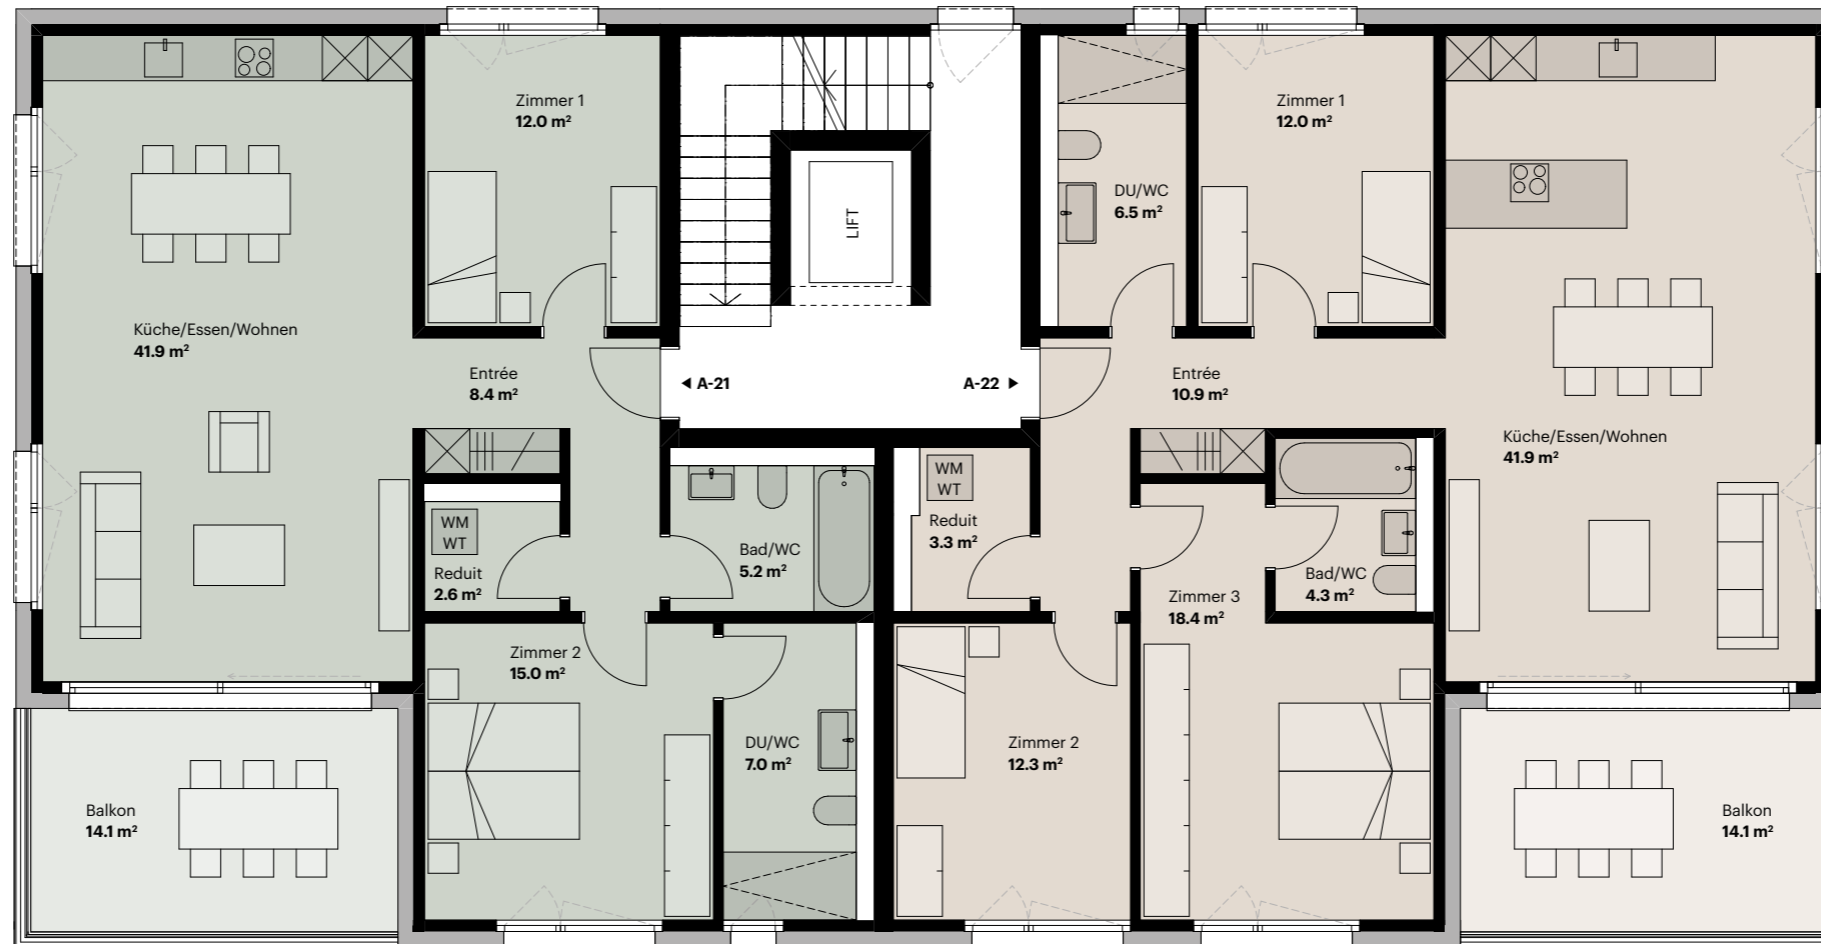 Zimmer 1
12.0 m²
Küche/Essen/Wohnen
41.9 m²
Entrée
8.4 m²
◀ A-21
WM
WT
Reduit
2.6 m²
Bad/WC
5.2 m²
Zimmer 2
15.0 m²
DU/WC
7.0 m²
Balkon
14.1 m²
LIFT
A-22 ▶
DU/WC
6.5 m²
Zimmer 1
12.0 m²
Entrée
10.9 m²
Küche/Essen/Wohnen
41.9 m²
WM
WT
Reduit
3.3 m²
Bad/WC
4.3 m²
Zimmer 3
18.4 m²
Zimmer 2
12.3 m²
Balkon
14.1 m²